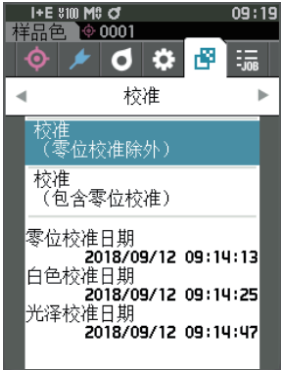 I+E %100 M8 ♂ 09:19
样品色 0001
-JOB
校准
校准
（零位校准除外）
校准
（包含零位校准）
零位校准日期
2018/09/12 09:14:13
白色校准日期
2018/09/12 09:14:25
光泽校准日期
2018/09/12 09:14:47